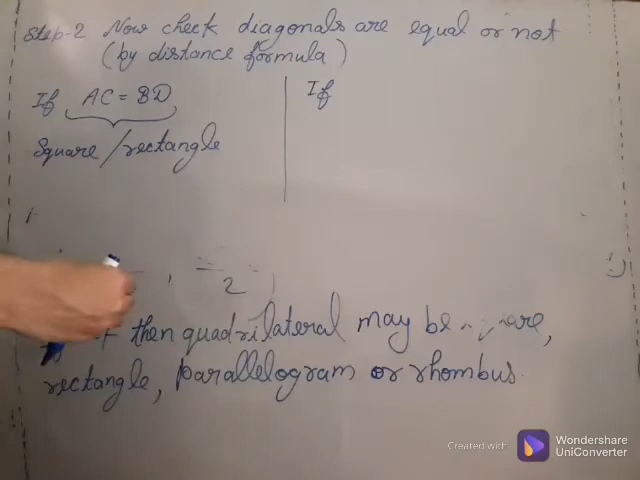 Step-2 Now check diagonals are equal or not
(by distance formula)
If AC = BD
Square/rectangle
If
2
then quadrilateral may be
rectangle, parallelogram or rhombus.
Created with
Wondershare
UniConverter